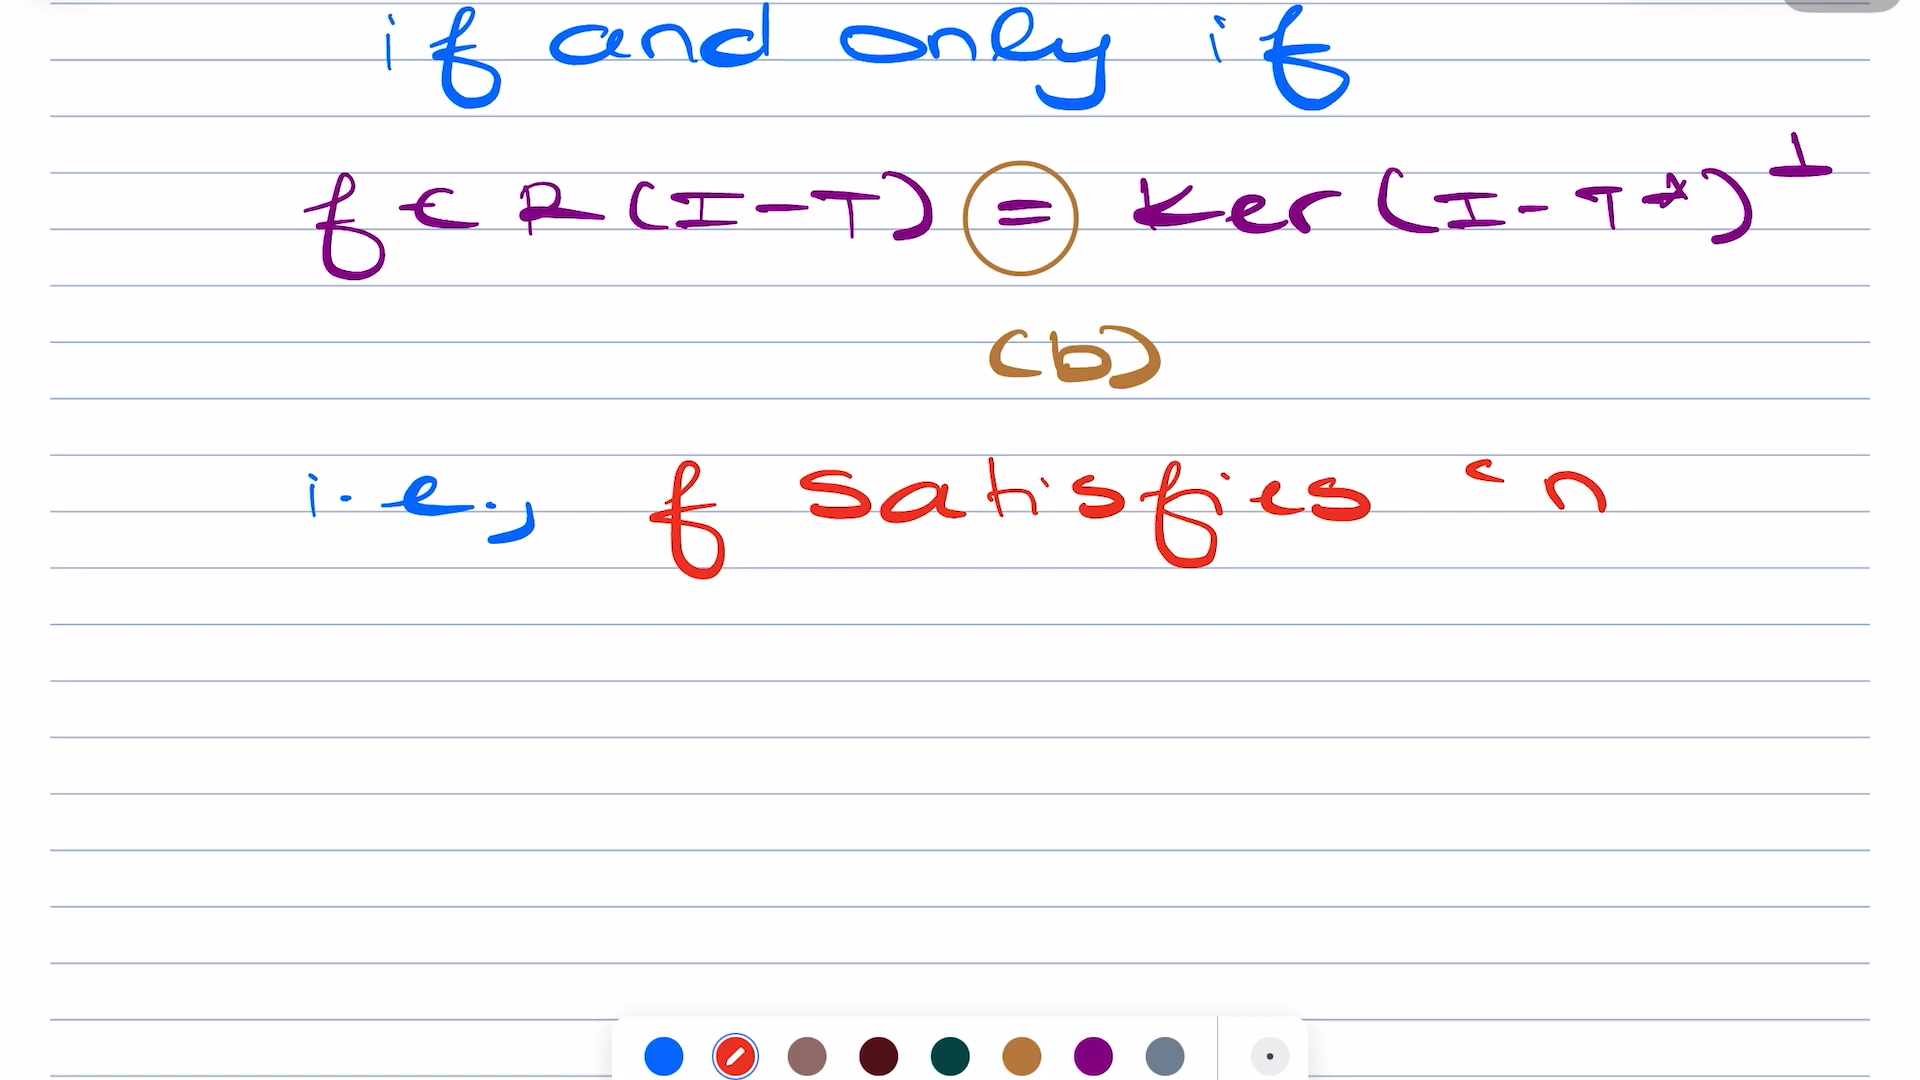 if and only if
f ∈ R(I-T) = Ker(I-T*)⊥
(b)
i.e., f satisfies "n